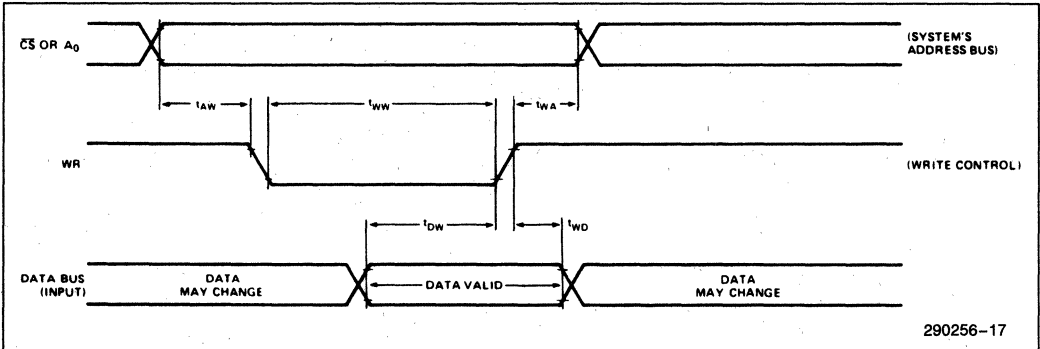 C̅S̅ OR A₀
(SYSTEM'S
ADDRESS BUS)
tAW
tWW
tWA
WR
(WRITE CONTROL)
tDW
tWD
DATA BUS
(INPUT)
DATA
MAY CHANGE
DATA VALID
DATA
MAY CHANGE
290256-17